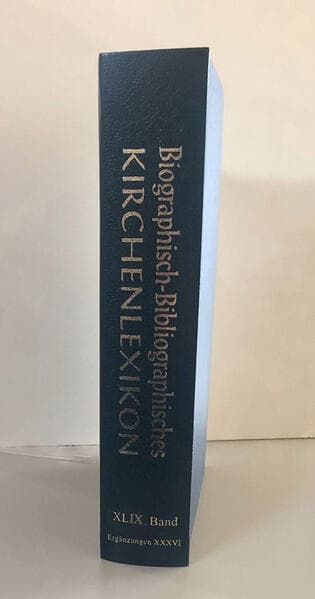 Biographisch-Bibliographisches
KIRCHENLEXIKON
XLIX. Band
Ergänzungen XXXVI